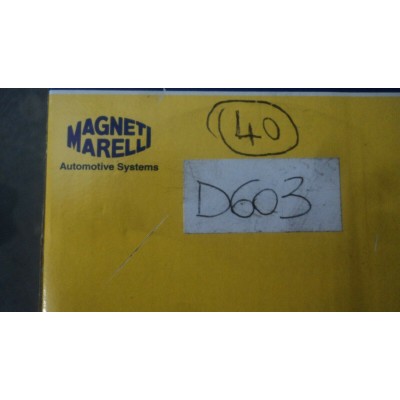 MAGNETI
MARELLI
Automotive Systems
40
D603